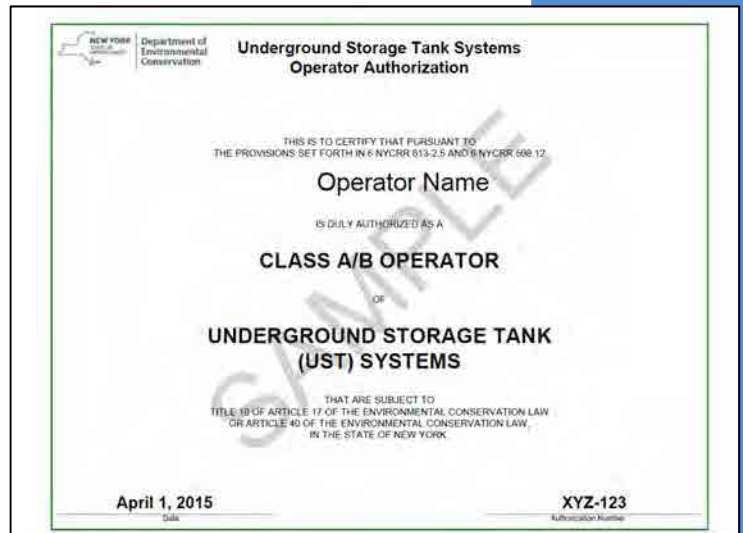 NEW YORK
STATE OF
OPPORTUNITY
Department of
Environmental
Conservation
Underground Storage Tank Systems
Operator Authorization
THIS IS TO CERTIFY THAT PURSUANT TO
THE PROVISIONS SET FORTH IN 6 NYCRR 613-2.5 AND 6 NYCRR 598.12,
Operator Name
IS DULY AUTHORIZED AS A
CLASS A/B OPERATOR
OF
UNDERGROUND STORAGE TANK
(UST) SYSTEMS
THAT ARE SUBJECT TO
TITLE 10 OF ARTICLE 17 OF THE ENVIRONMENTAL CONSERVATION LAW
OR ARTICLE 40 OF THE ENVIRONMENTAL CONSERVATION LAW,
IN THE STATE OF NEW YORK
SAMPLE
April 1, 2015
Date
XYZ-123
Authorization Number